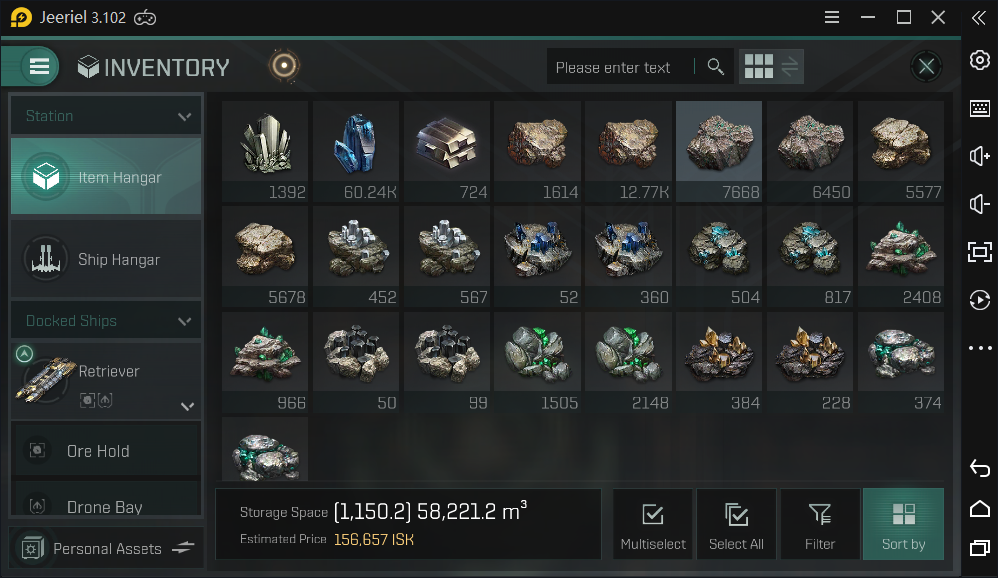 Jeeriel 3.102
INVENTORY
Please enter text
Station
Item Hangar
Ship Hangar
Docked Ships
Retriever
Ore Hold
Drone Bay
Personal Assets
1392 60.24K 724 1614 12.77K 7668 6450 5577
5678 452 567 52 360 504 817 2408
966 50 99 1505 2148 384 228 374
Storage Space (1,150.2) 58,221.2 m³
Estimated Price 156,657 ISK
Multiselect
Select All
Filter
Sort by